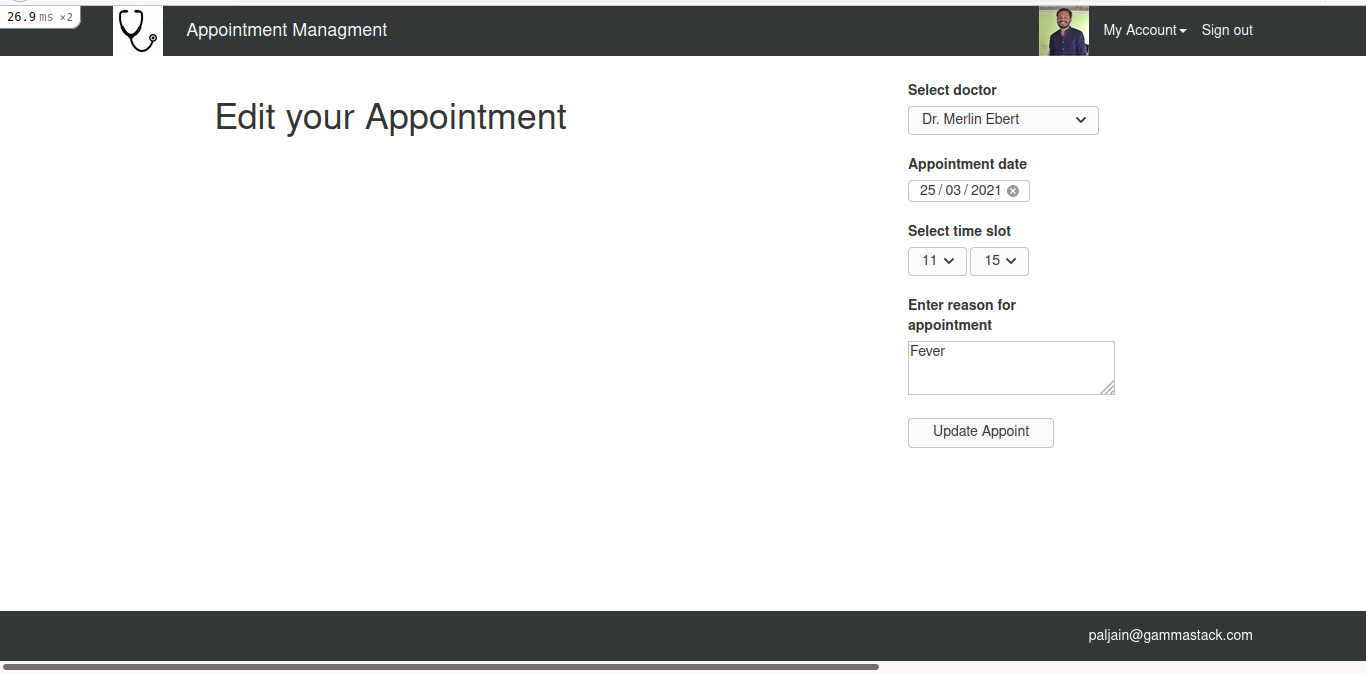 26.9 ms ×2
Appointment Managment
My Account
Sign out
Edit your Appointment
Select doctor
Dr. Merlin Ebert
Appointment date
25 / 03 / 2021
Select time slot
11 15
Enter reason for
appointment
Fever
Update Appoint
paljain@gammastack.com